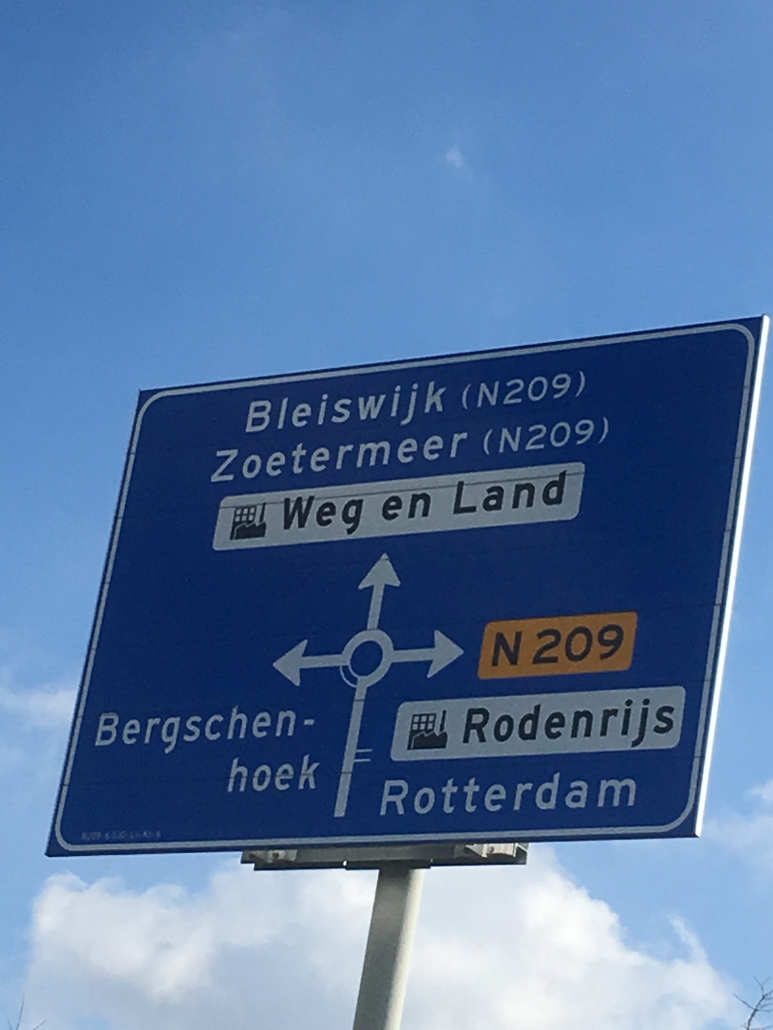 Bleiswijk (N209)
Zoetermeer (N209)
Weg en Land
N 209
Bergschen-
hoek
Rodenrijs
Rotterdam